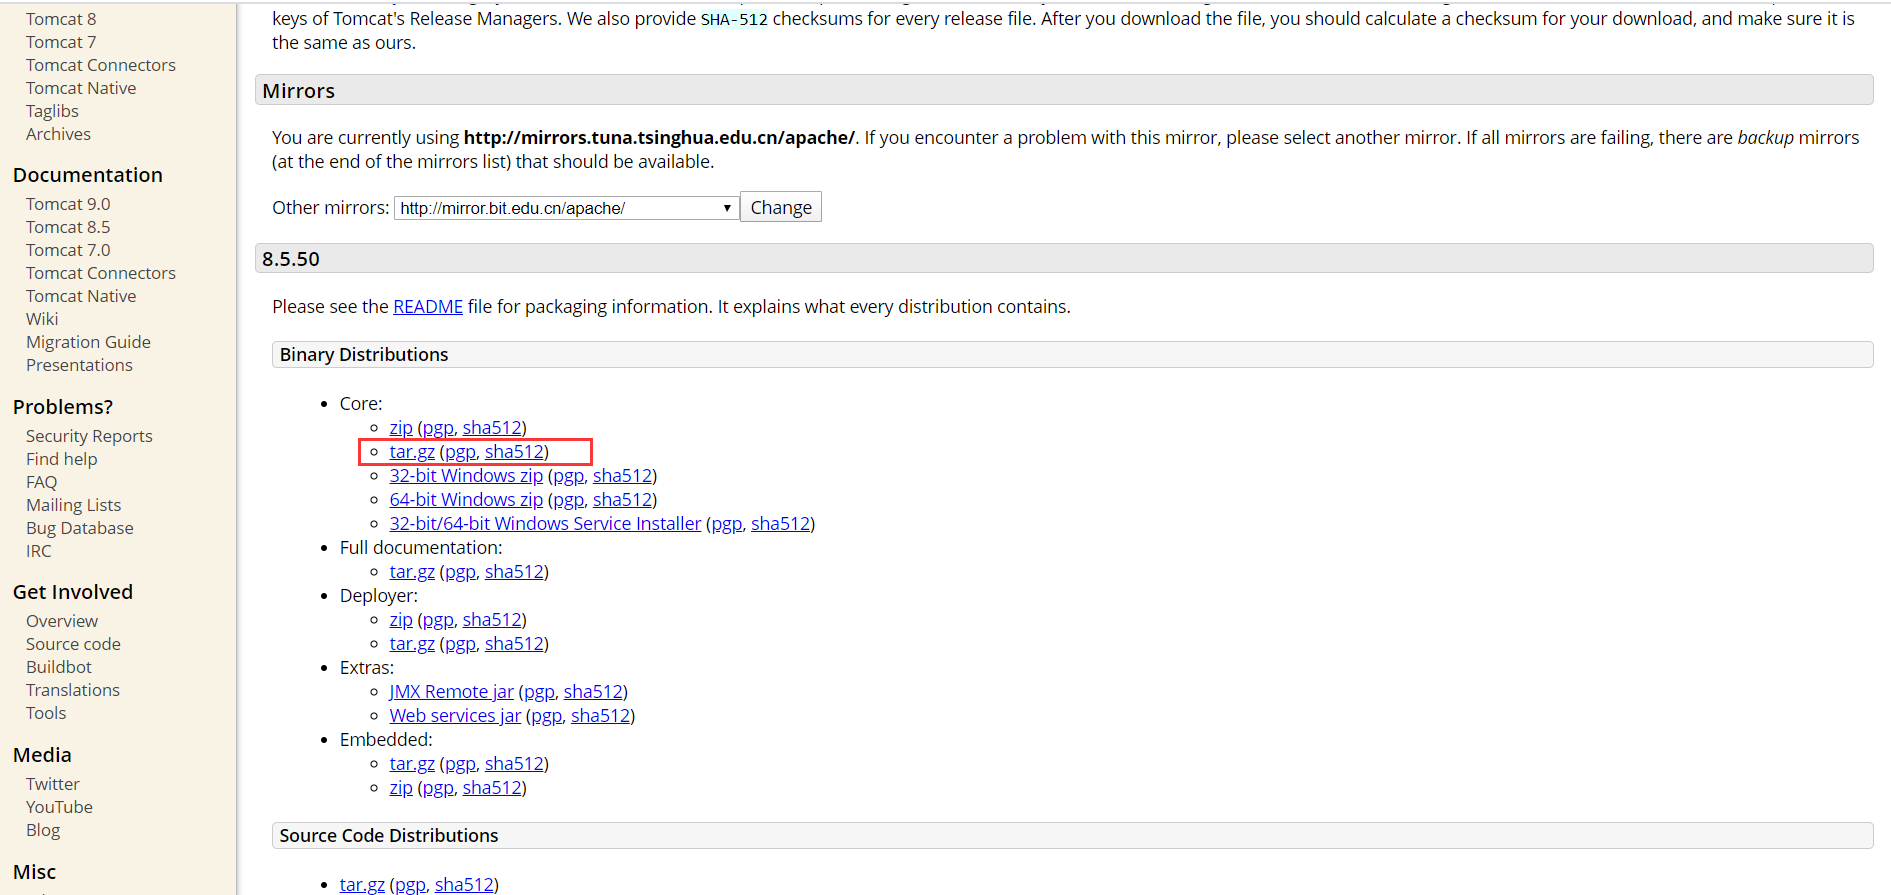 Tomcat 8
Tomcat 7
Tomcat Connectors
Tomcat Native
Taglibs
Archives
Documentation
Tomcat 9.0
Tomcat 8.5
Tomcat 7.0
Tomcat Connectors
Tomcat Native
Wiki
Migration Guide
Presentations
Problems?
Security Reports
Find help
FAQ
Mailing Lists
Bug Database
IRC
Get Involved
Overview
Source code
Buildbot
Translations
Tools
Media
Twitter
YouTube
Blog
Misc
keys of Tomcat's Release Managers. We also provide SHA-512 checksums for every release file. After you download the file, you should calculate a checksum for your download, and make sure it is
the same as ours.
Mirrors
You are currently using http://mirrors.tuna.tsinghua.edu.cn/apache/. If you encounter a problem with this mirror, please select another mirror. If all mirrors are failing, there are backup mirrors
(at the end of the mirrors list) that should be available.
Other mirrors: http://mirror.bit.edu.cn/apache/ Change
8.5.50
Please see the README file for packaging information. It explains what every distribution contains.
Binary Distributions
Core:
zip (pgp, sha512)
tar.gz (pgp, sha512)
32-bit Windows zip (pgp, sha512)
64-bit Windows zip (pgp, sha512)
32-bit/64-bit Windows Service Installer (pgp, sha512)
Full documentation:
tar.gz (pgp, sha512)
Deployer:
zip (pgp, sha512)
tar.gz (pgp, sha512)
Extras:
JMX Remote jar (pgp, sha512)
Web services jar (pgp, sha512)
Embedded:
tar.gz (pgp, sha512)
zip (pgp, sha512)
Source Code Distributions
tar.gz (pgp, sha512)